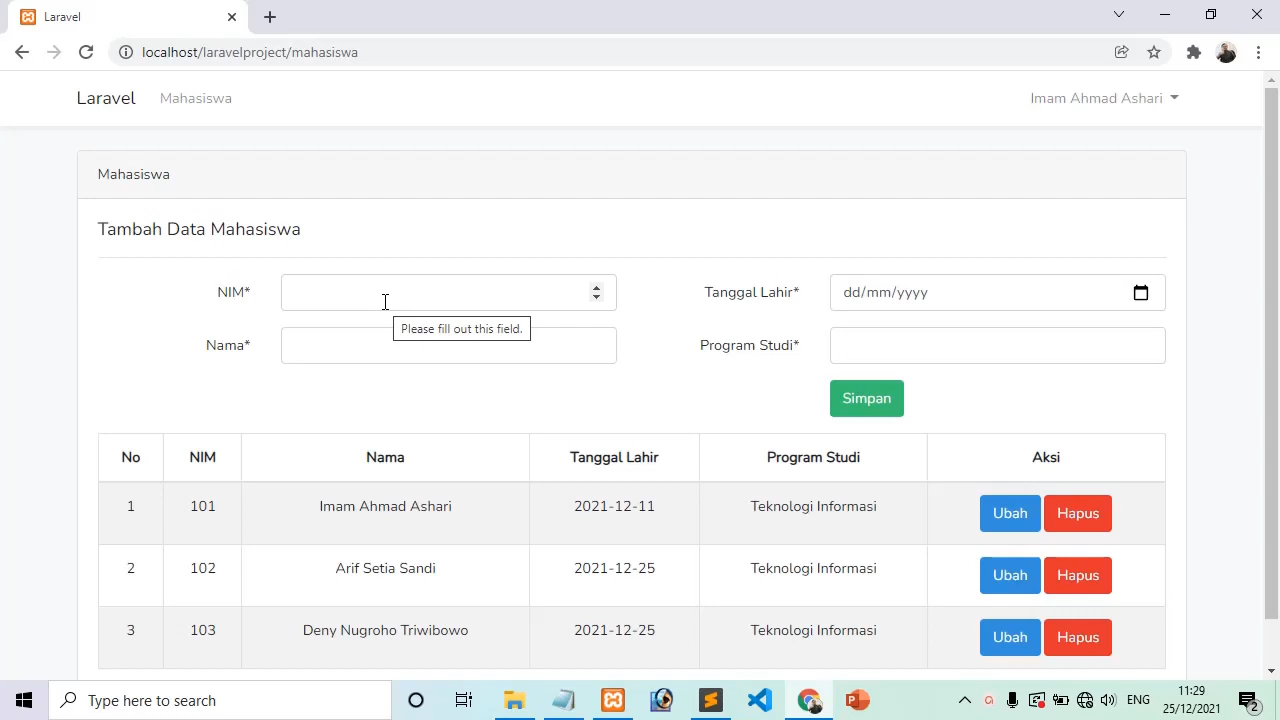 Laravel
localhost/laravelproject/mahasiswa
Laravel
Mahasiswa
Imam Ahmad Ashari
Mahasiswa
Tambah Data Mahasiswa
NIM*
Tanggal Lahir*
dd/mm/yyyy
Please fill out this field.
Nama*
Program Studi*
Simpan
No NIM Nama Tanggal Lahir Program Studi Aksi
1 101 Imam Ahmad Ashari 2021-12-11 Teknologi Informasi Ubah Hapus
2 102 Arif Setia Sandi 2021-12-25 Teknologi Informasi Ubah Hapus
3 103 Deny Nugroho Triwibowo 2021-12-25 Teknologi Informasi Ubah Hapus
Type here to search
ENG
11:29
25/12/2021
2